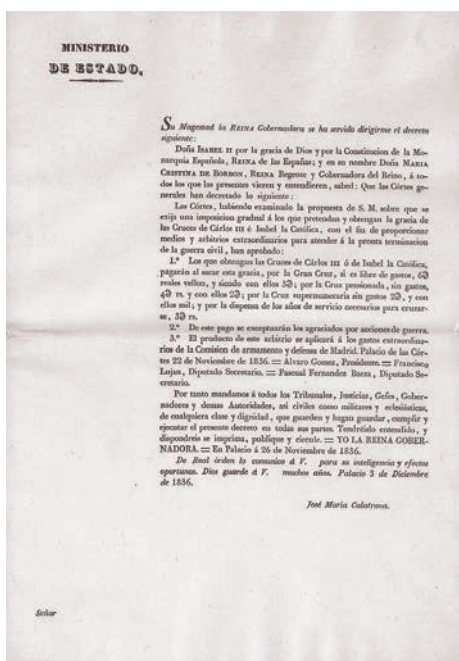 MINISTERIO
DE ESTADO.
Su Magestad la REINA Gobernadora se ha servido dirigirme el decreto
siguiente:
Doña ISABEL II por la gracia de Dios y por la Constitucion de la Mo-
narquía Española, REINA de las Españas; y en su nombre Doña MARIA
CRISTINA DE BORBON, REINA Regente y Gobernadora del Reino, á to-
dos los que las presentes vieren y entendieren, sabed: Que las Córtes ge-
nerales han decretado lo siguiente:
Las Córtes, habiendo examinado la propuesta de S. M. sobre que se
exija una imposicion gradual á los que pretendan y obtengan la gracia de
las Cruces de Cárlos III ó Isabel la Católica, con el fin de proporcionar
medios y arbitrios extraordinarios para atender á la pronta terminacion
de la guerra civil, han aprobado:
1.º Los que obtengan las Cruces de Cárlos III ó de Isabel la Católica,
pagarán al sacar esta gracia, por la Gran Cruz, si es libre de gastos, 6
reales vellon, y siendo con ellos 3; por la Cruz pensionada, sin gastos,
4 rs. y con ellos 2; por la Cruz supernumeraria sin gastos 2, y con
ellos mil; y por la dispensa de los años de servicio necesarios para cruzar-
se, 3 rs.
2.º De este pago se exceptuarán los agraciados por acciones de guerra.
3.º El producto de este arbitrio se aplicará á los gastos extraordina-
rios de la Comision de armamento y defensa de Madrid. Palacio de las Cór-
tes 22 de Noviembre de 1836. = Alvaro Gomez, Presidente. = Francisco
Lujan, Diputado Secretario. = Pascual Fernandez Baeza, Diputado Se-
cretario.
Por tanto mandamos á todos los Tribunales, Justicias, Gefes, Gober-
nadores y demas Autoridades, asi civiles como militares y eclesiásticas,
de cualquiera clase y dignidad, que guarden y hagan guardar, cumplir y
ejecutar el presente decreto en todas sus partes. Tendréislo entendido, y
dispondreis se imprima, publique y circule. = YO LA REINA GOBER-
NADORA. = En Palacio á 26 de Noviembre de 1836.
De Real órden lo comunico á V. para su inteligencia y efectos
oportunos. Dios guarde á V. muchos años. Palacio 3 de Diciembre
de 1836.
José María Calatrava.
Señor